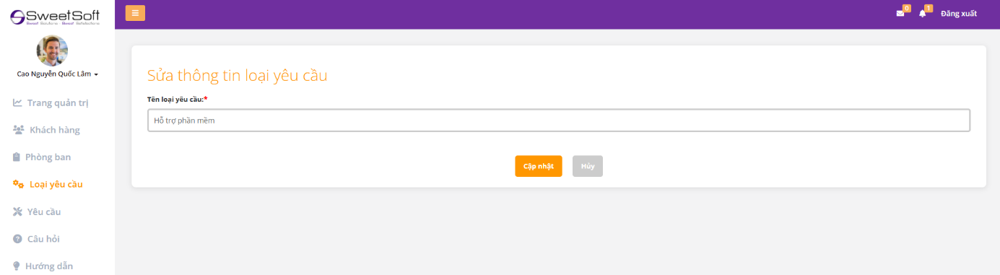 SweetSoft
Sweet Solutions - Sweet Satisfactions
Cao Nguyễn Quốc Lâm
Trang quản trị
Khách hàng
Phòng ban
Loại yêu cầu
Yêu cầu
Câu hỏi
Hướng dẫn
0
1
Đăng xuất
Sửa thông tin loại yêu cầu
Tên loại yêu cầu:*
Hỗ trợ phần mềm
Cập nhật
Hủy